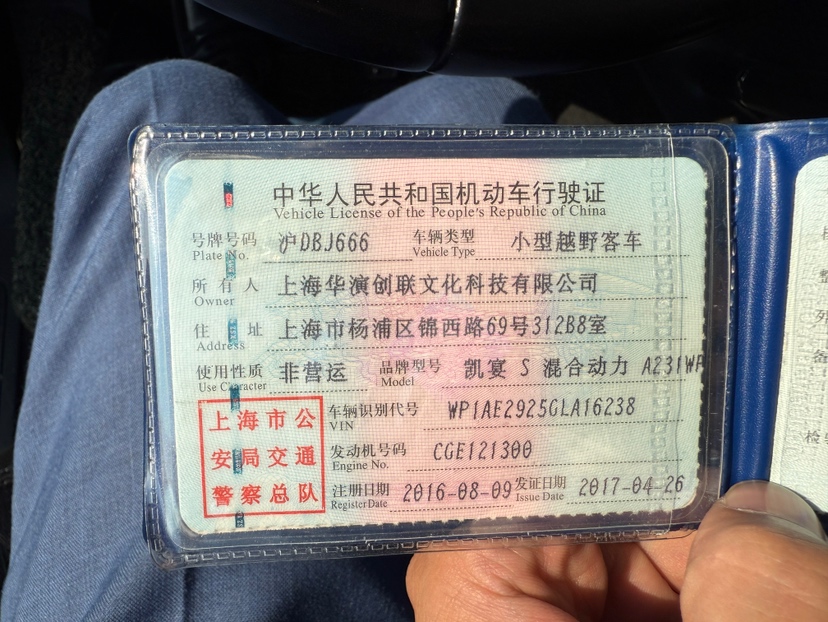 中华人民共和国机动车行驶证
Vehicle License of the People's Republic of China
号牌号码 沪DBJ666 车辆类型 小型越野客车
Plate No. Vehicle Type
所有人 上海华演创联文化科技有限公司
Owner
住址 上海市杨浦区锦西路69号312B8室
Address
使用性质 非营运 品牌型号 凯宴 S 混合动力 A231WP
Use Character Model
上海市公 车辆识别代号 WP1AE2925GLA16238
VIN
安局交通 发动机号码 CGE121300
Engine No.
警察总队 注册日期 2016-08-09 发证日期 2017-04-26
Register Date Issue Date